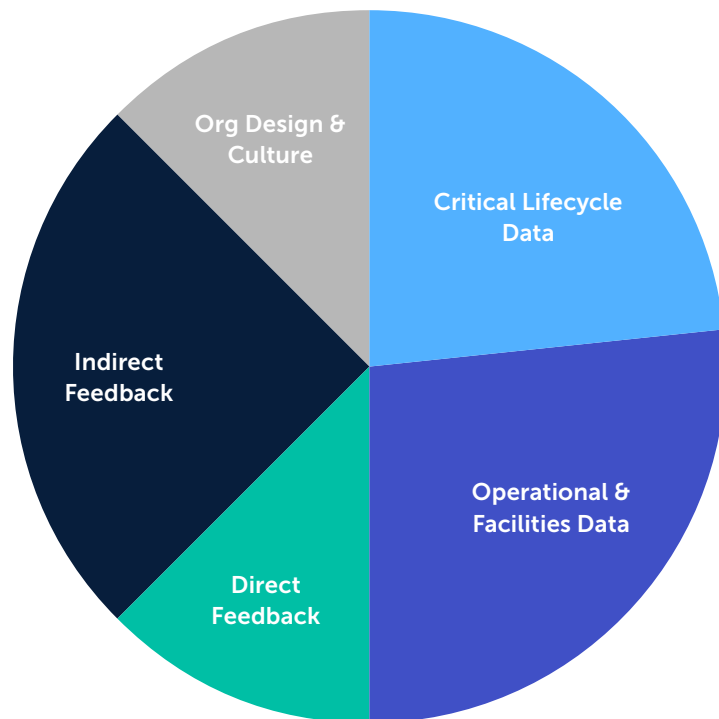 Org Design &
Culture
Critical Lifecycle
Data
Indirect
Feedback
Operational &
Facilities Data
Direct
Feedback